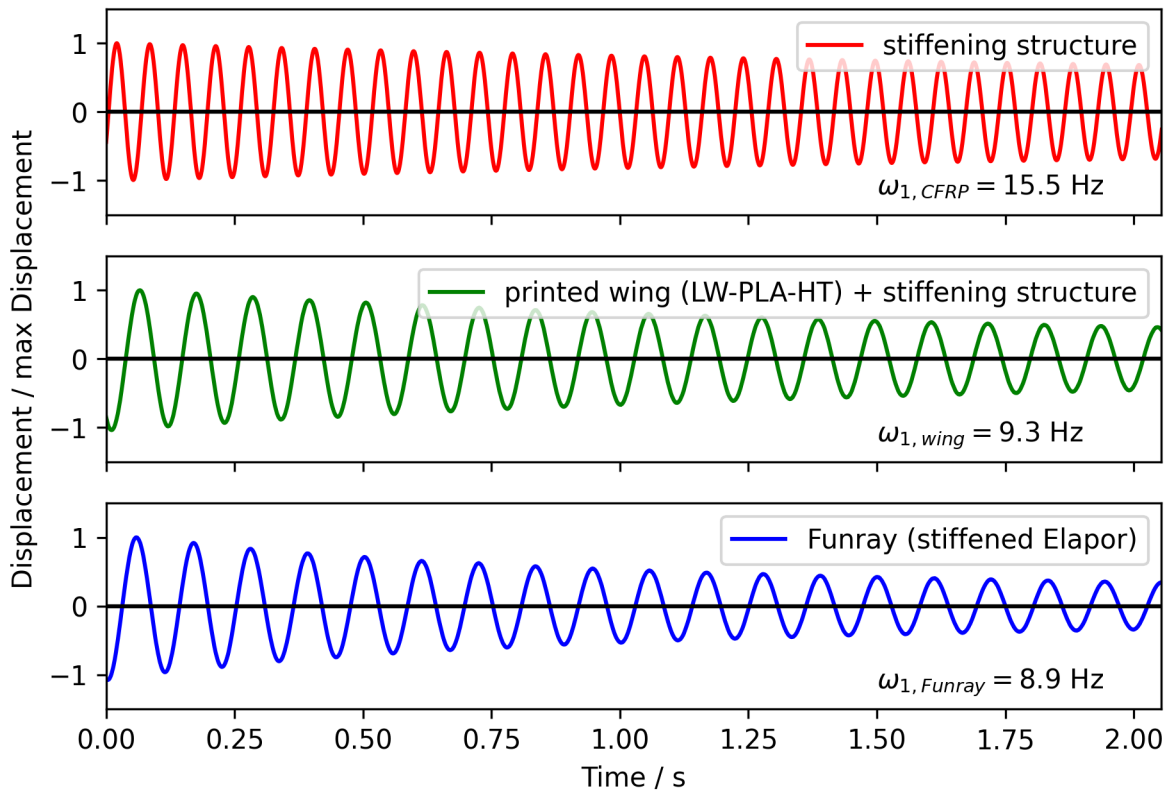 Displacement / max Displacement
1
0
−1
stiffening structure
ω1,CFRP = 15.5 Hz
1
0
−1
printed wing (LW-PLA-HT) + stiffening structure
ω1,wing = 9.3 Hz
1
0
−1
Funray (stiffened Elapor)
ω1,Funray = 8.9 Hz
0.00 0.25 0.50 0.75 1.00 1.25 1.50 1.75 2.00
Time / s